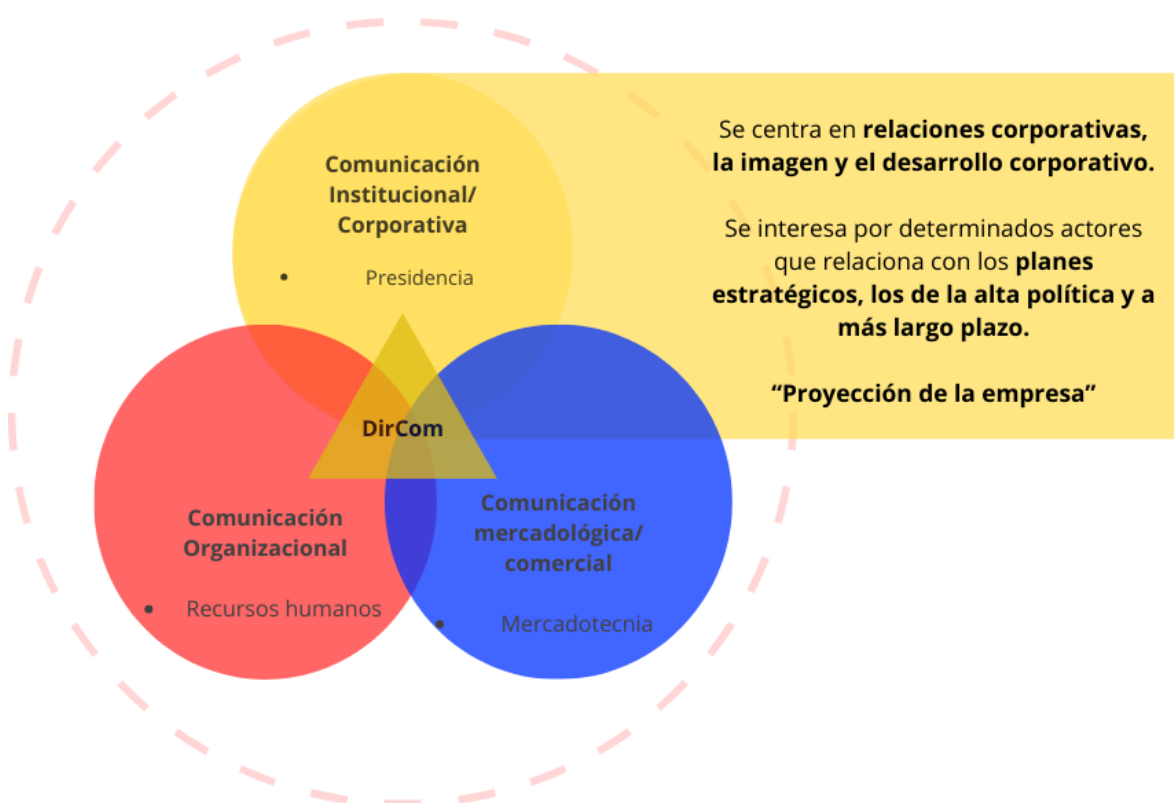 Comunicación
Institucional/
Corporativa
• Presidencia
Se centra en relaciones corporativas,
la imagen y el desarrollo corporativo.
Se interesa por determinados actores
que relaciona con los planes
estratégicos, los de la alta política y a
más largo plazo.
“Proyección de la empresa”
DirCom
Comunicación
Organizacional
• Recursos humanos
Comunicación
mercadológica/
comercial
• Mercadotecnia